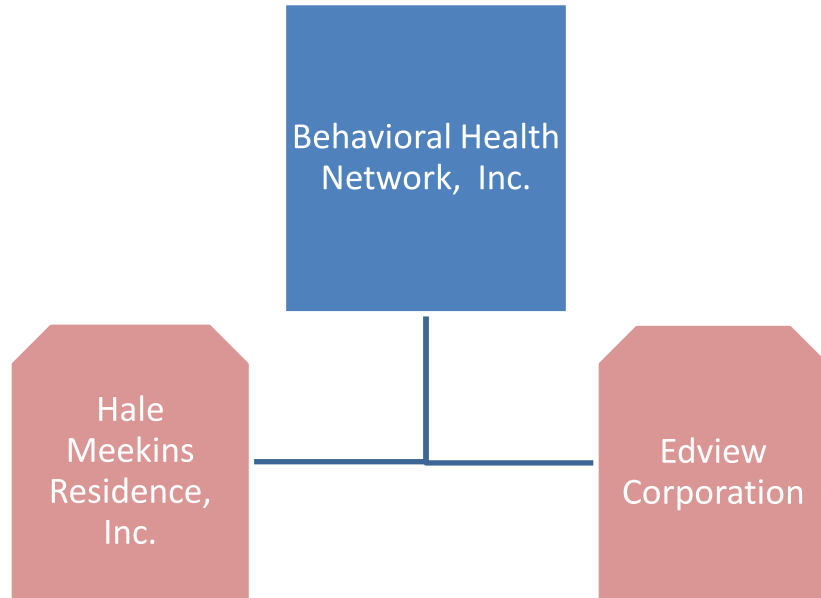 Behavioral Health
Network,  Inc.
Hale
Meekins
Residence,
Inc.
Edview
Corporation